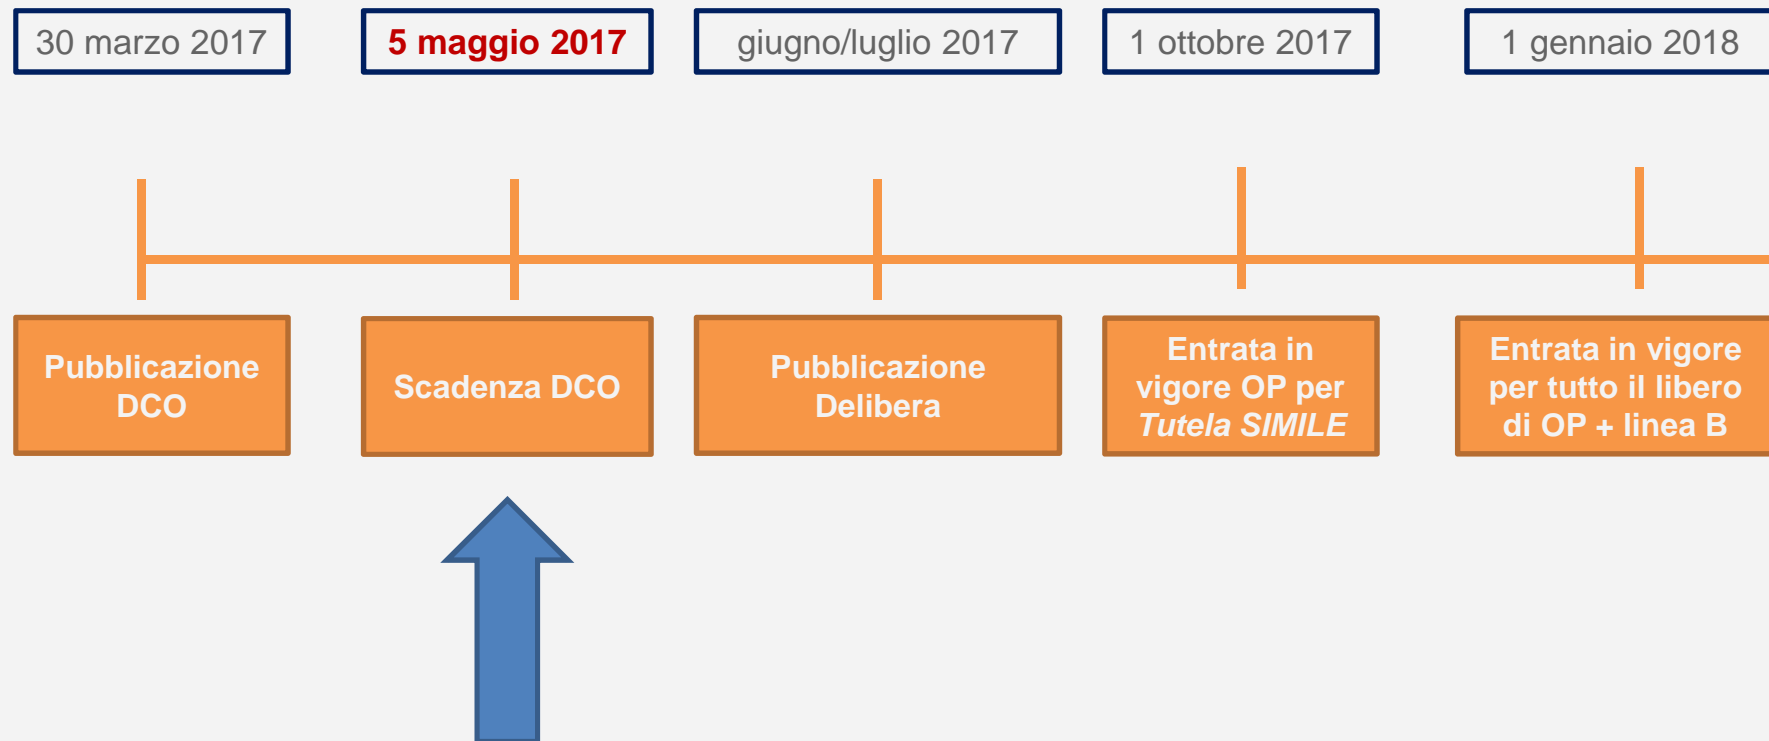 30 marzo 2017
5 maggio 2017
giugno/luglio 2017
1 ottobre 2017
1 gennaio 2018
Pubblicazione
DCO
Scadenza DCO
Pubblicazione
Delibera
Entrata in
vigore OP per
Tutela SIMILE
Entrata in vigore
per tutto il libero
di OP + linea B